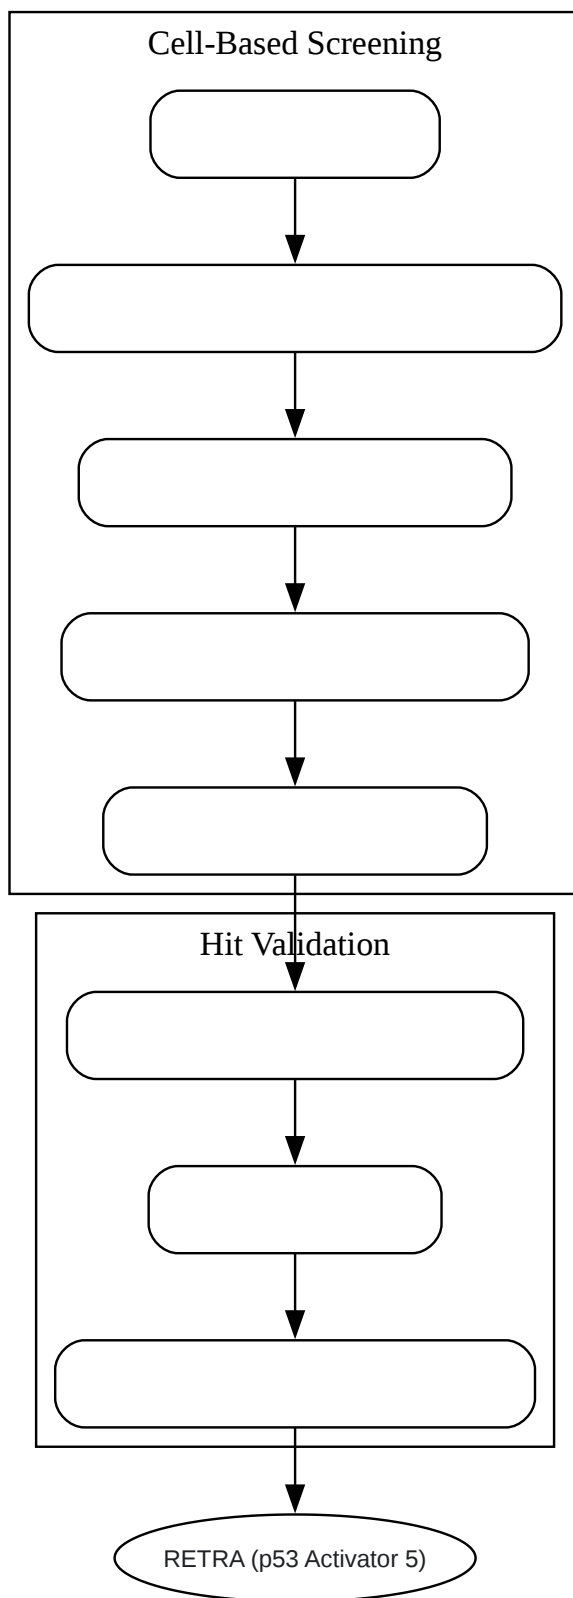 Cell-Based Screening
Hit Validation
RETRA (p53 Activator 5)